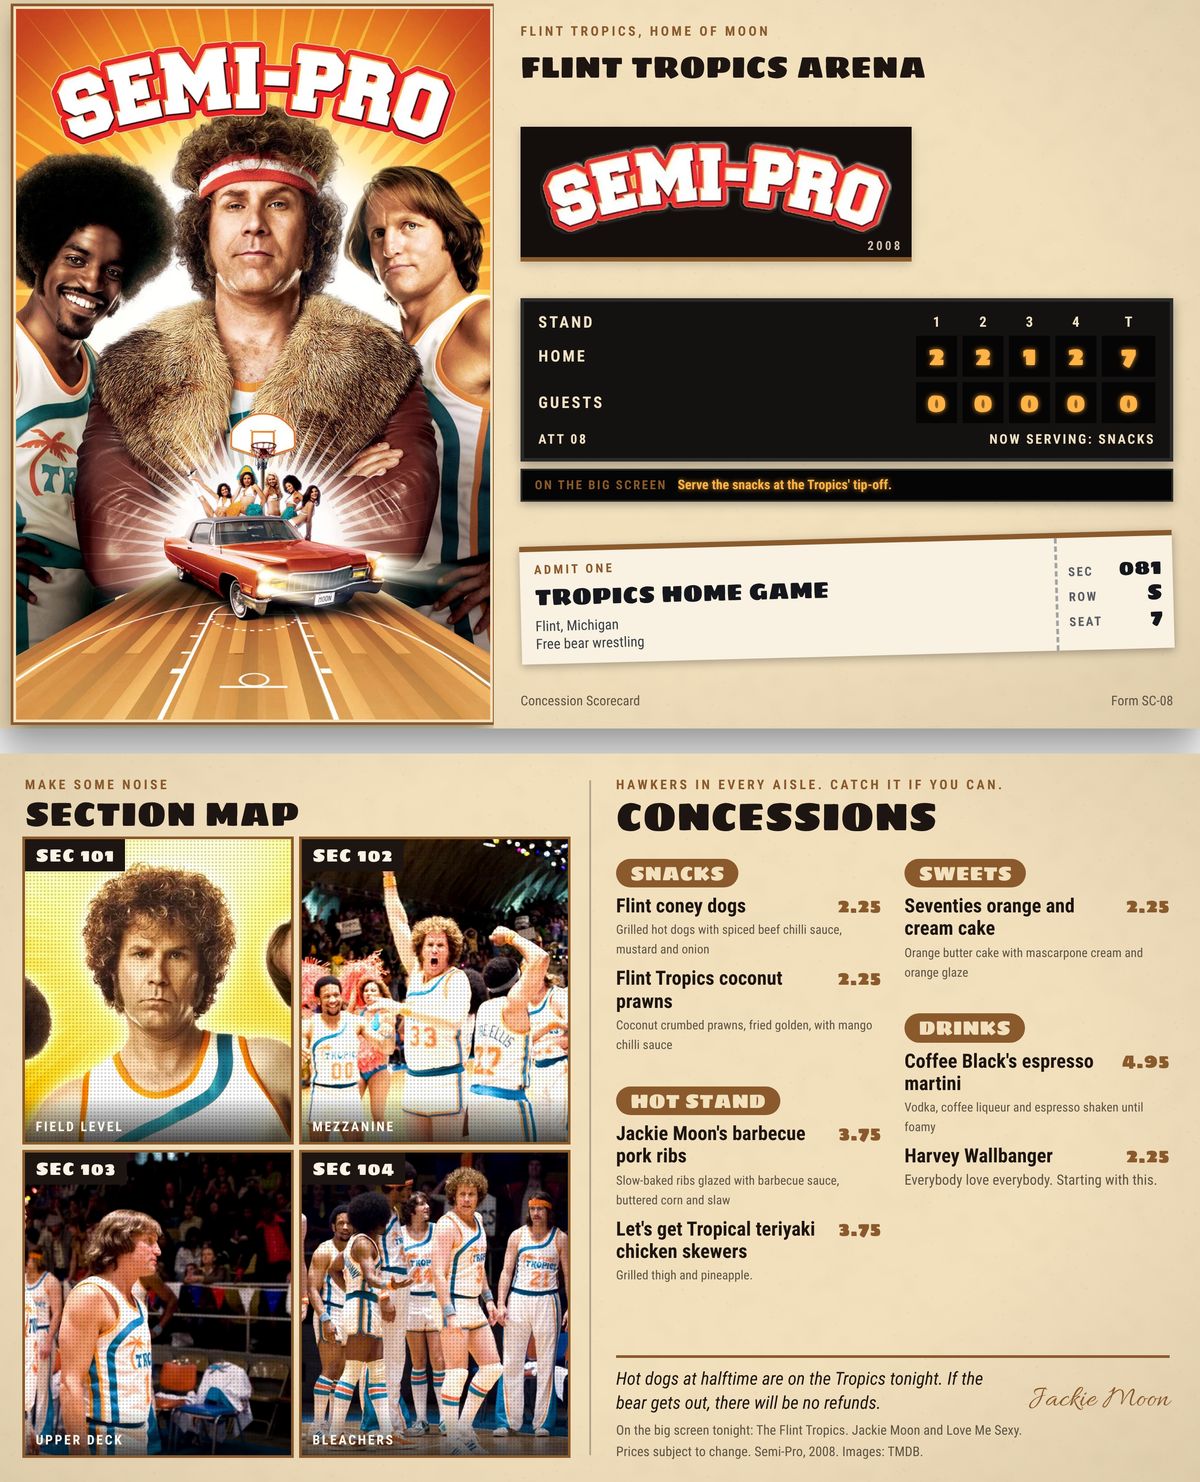 SEMI-PRO
TR
MOON
FLINT TROPICS, HOME OF MOON
FLINT TROPICS ARENA
SEMI-PRO
2008
STAND 1 2 3 4 T
HOME 2 2 1 2 7
GUESTS 0 0 0 0 0
ATT 08 NOW SERVING: SNACKS
ON THE BIG SCREEN Serve the snacks at the Tropics' tip-off.
ADMIT ONE
TROPICS HOME GAME
Flint, Michigan
Free bear wrestling
SEC 081
ROW S
SEAT 7
Concession Scorecard
Form SC-08
MAKE SOME NOISE
SECTION MAP
SEC 101
FIELD LEVEL
SEC 102
TROPICS
00
33
ELLIS
77
MEZZANINE
SEC 103
UPPER DECK
SEC 104
TROPICS
BLEACHERS
HAWKERS IN EVERY AISLE. CATCH IT IF YOU CAN.
CONCESSIONS
SNACKS
Flint coney dogs 2.25
Grilled hot dogs with spiced beef chilli sauce,
mustard and onion
Flint Tropics coconut 2.25
prawns
Coconut crumbed prawns, fried golden, with mango
chilli sauce
HOT STAND
Jackie Moon's barbecue 3.75
pork ribs
Slow-baked ribs glazed with barbecue sauce,
buttered corn and slaw
Let's get Tropical teriyaki 3.75
chicken skewers
Grilled thigh and pineapple.
SWEETS
Seventies orange and 2.25
cream cake
Orange butter cake with mascarpone cream and
orange glaze
DRINKS
Coffee Black's espresso 4.95
martini
Vodka, coffee liqueur and espresso shaken until
foamy
Harvey Wallbanger 2.25
Everybody love everybody. Starting with this.
Hot dogs at halftime are on the Tropics tonight. If the
bear gets out, there will be no refunds.
Jackie Moon
On the big screen tonight: The Flint Tropics. Jackie Moon and Love Me Sexy.
Prices subject to change. Semi-Pro, 2008. Images: TMDB.